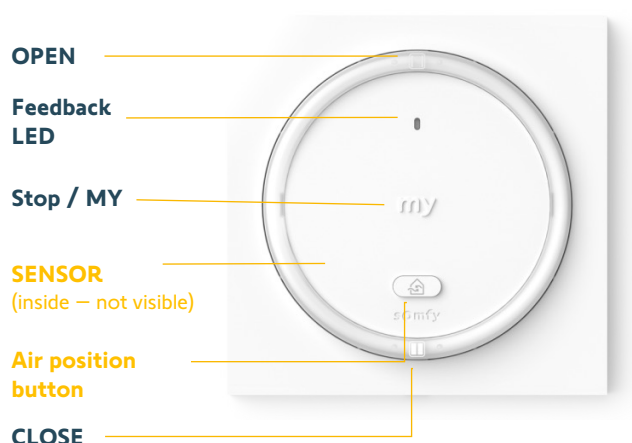 OPEN
Feedback
LED
Stop / MY
my
SENSOR
(inside – not visible)
somfy
Air position
button
CLOSE